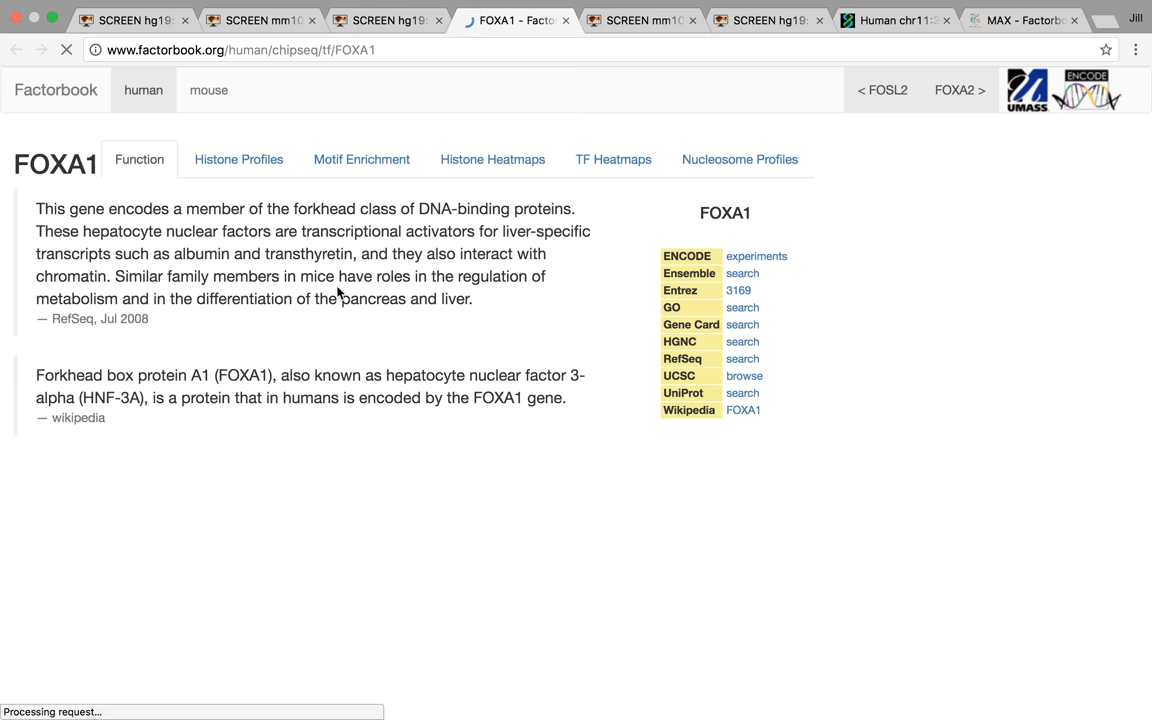 SCREEN hg19:
SCREEN mm10
SCREEN hg19:
FOXA1 - Facto
SCREEN mm10
SCREEN hg19:
Human chr11:
MAX - Factorb
Jill
www.factorbook.org/human/chipseq/tf/FOXA1
Factorbook
human
mouse
< FOSL2
FOXA2 >
UMASS
ENCODE
FOXA1
Function
Histone Profiles
Motif Enrichment
Histone Heatmaps
TF Heatmaps
Nucleosome Profiles
This gene encodes a member of the forkhead class of DNA-binding proteins.
These hepatocyte nuclear factors are transcriptional activators for liver-specific
transcripts such as albumin and transthyretin, and they also interact with
chromatin. Similar family members in mice have roles in the regulation of
metabolism and in the differentiation of the pancreas and liver.
— RefSeq, Jul 2008
Forkhead box protein A1 (FOXA1), also known as hepatocyte nuclear factor 3-
alpha (HNF-3A), is a protein that in humans is encoded by the FOXA1 gene.
— wikipedia
FOXA1
ENCODE experiments
Ensemble search
Entrez 3169
GO search
Gene Card search
HGNC search
RefSeq search
UCSC browse
UniProt search
Wikipedia FOXA1
Processing request...